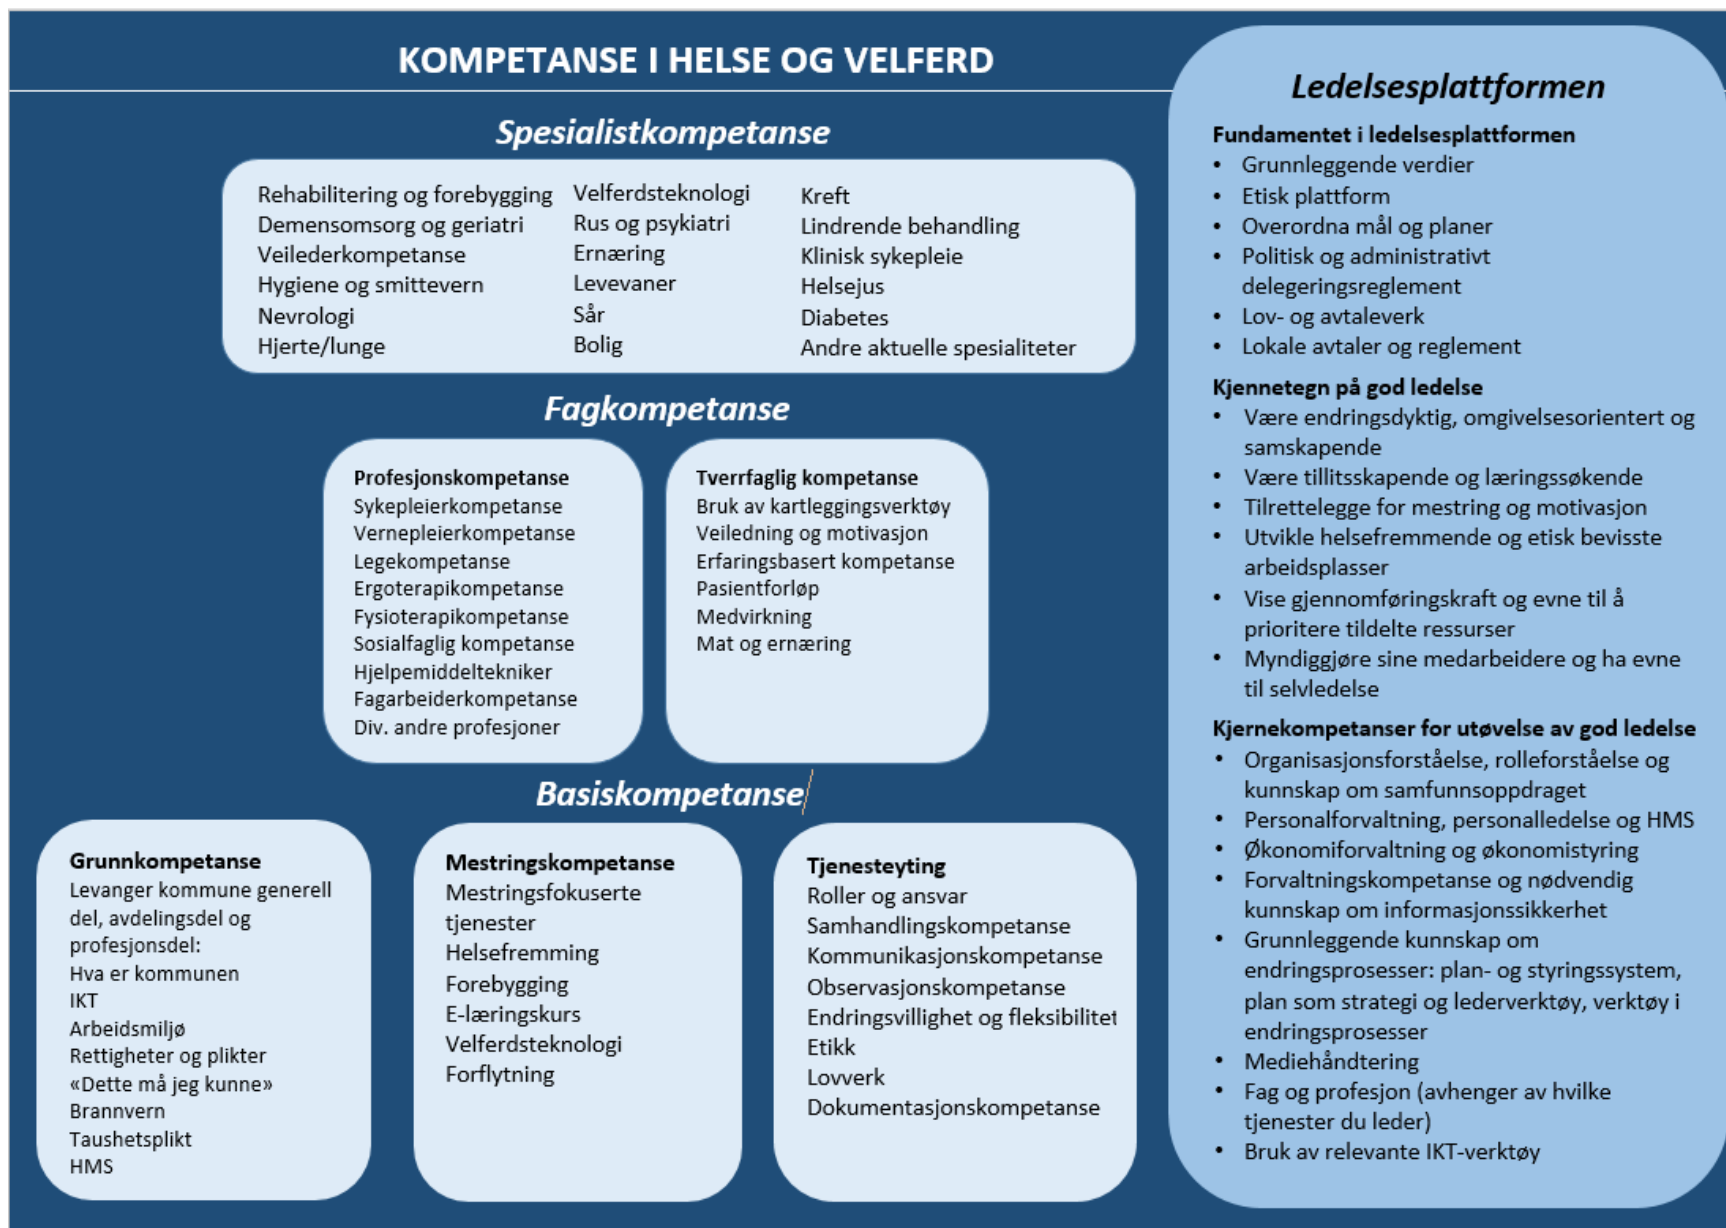 KOMPETANSE I HELSE OG VELFERD
Spesialistkompetanse
Rehabilitering og forebygging
Demensomsorg og geriatri
Veilederkompetanse
Hygiene og smittevern
Nevrologi
Hjerte/lunge
Velferdsteknologi
Rus og psykiatri
Ernæring
Levevaner
Sår
Bolig
Kreft
Lindrende behandling
Klinisk sykepleie
Helsejus
Diabetes
Andre aktuelle spesialiteter
Fagkompetanse
Profesjonskompetanse
Sykepleierkompetanse
Vernepleierkompetanse
Legekompetanse
Ergoterapikompetanse
Fysioterapikompetanse
Sosialfaglig kompetanse
Hjelpemiddeltekniker
Fagarbeiderkompetanse
Div. andre profesjoner
Tverrfaglig kompetanse
Bruk av kartleggingsverktøy
Veiledning og motivasjon
Erfaringsbasert kompetanse
Pasientforløp
Medvirkning
Mat og ernæring
Basiskompetanse
Grunnkompetanse
Levanger kommune generell
del, avdelingsdel og
profesjonsdel:
Hva er kommunen
IKT
Arbeidsmiljø
Rettigheter og plikter
«Dette må jeg kunne»
Brannvern
Taushetsplikt
HMS
Mestringskompetanse
Mestringsfokuserte
tjenester
Helsefremming
Forebygging
E-læringskurs
Velferdsteknologi
Forflytning
Tjenesteyting
Roller og ansvar
Samhandlingskompetanse
Kommunikasjonskompetanse
Observasjonskompetanse
Endringsvillighet og fleksibilitet
Etikk
Lovverk
Dokumentasjonskompetanse
Ledelsesplattformen
Fundamentet i ledelsesplattformen
• Grunnleggende verdier
• Etisk plattform
• Overordna mål og planer
• Politisk og administrativt
delegeringsreglement
• Lov- og avtaleverk
• Lokale avtaler og reglement
Kjennetegn på god ledelse
• Være endringsdyktig, omgivelsesorientert og
samskapende
• Være tillitsskapende og læringssøkende
• Tilrettelegge for mestring og motivasjon
• Utvikle helsefremmende og etisk bevisste
arbeidsplasser
• Vise gjennomføringskraft og evne til å
prioritere tildelte ressurser
• Myndiggjøre sine medarbeidere og ha evne
til selvledelse
Kjernekompetanser for utøvelse av god ledelse
• Organisasjonsforståelse, rolleforståelse og
kunnskap om samfunnsoppdraget
• Personalforvaltning, personalledelse og HMS
• Økonomiforvaltning og økonomistyring
• Forvaltningskompetanse og nødvendig
kunnskap om informasjonssikkerhet
• Grunnleggende kunnskap om
endringsprosesser: plan- og styringssystem,
plan som strategi og lederverktøy, verktøy i
endringsprosesser
• Mediehåndtering
• Fag og profesjon (avhenger av hvilke
tjenester du leder)
• Bruk av relevante IKT-verktøy